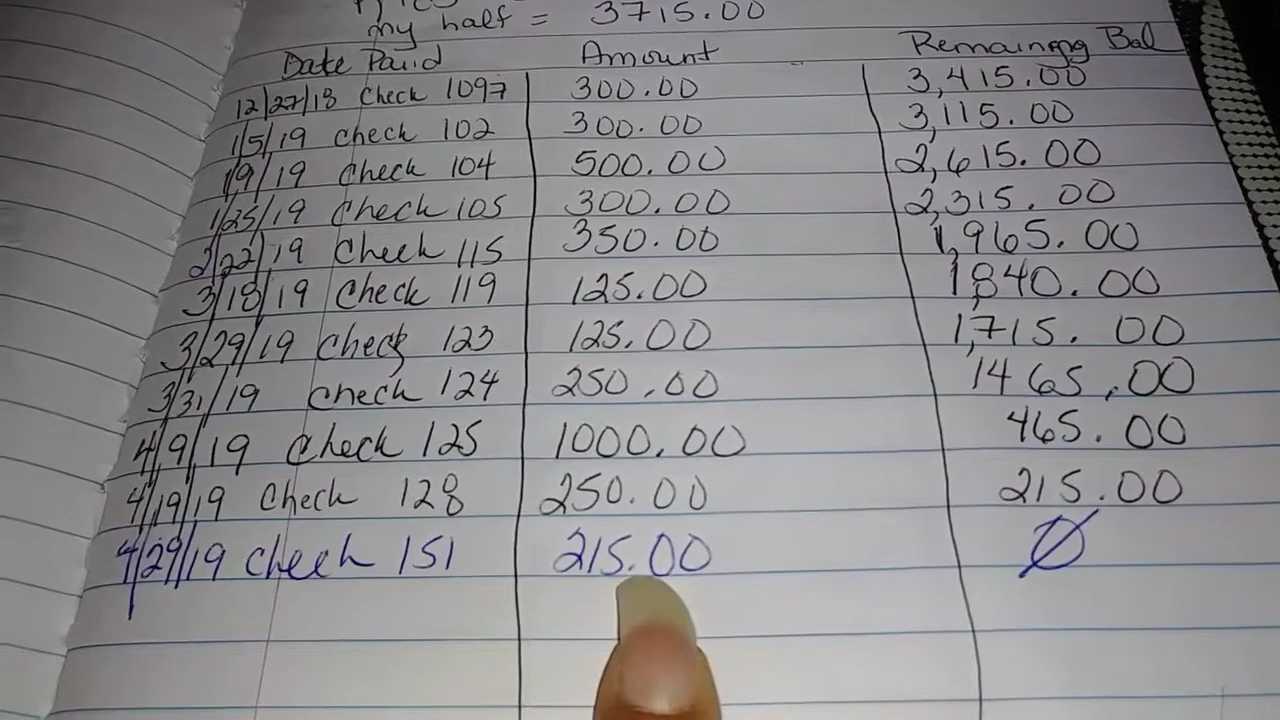 my half = 3715.00
Date Paid Amount Remaingng Bal
12/27/18 Check 1097 300.00 3,415.00
1/5/19 check 102 300.00 3,115.00
1/9/19 Check 104 500.00 2,615.00
1/25/19 Check 105 300.00 2,315.00
2/22/19 Check 115 350.00 1,965.00
3/18/19 Check 119 125.00 1,840.00
3/29/19 Check 123 125.00 1,715.00
3/31/19 Check 124 250.00 1465.00
4/9/19 Check 125 1000.00 465.00
4/19/19 Check 128 250.00 215.00
4/29/19 Check 151 215.00 Ø